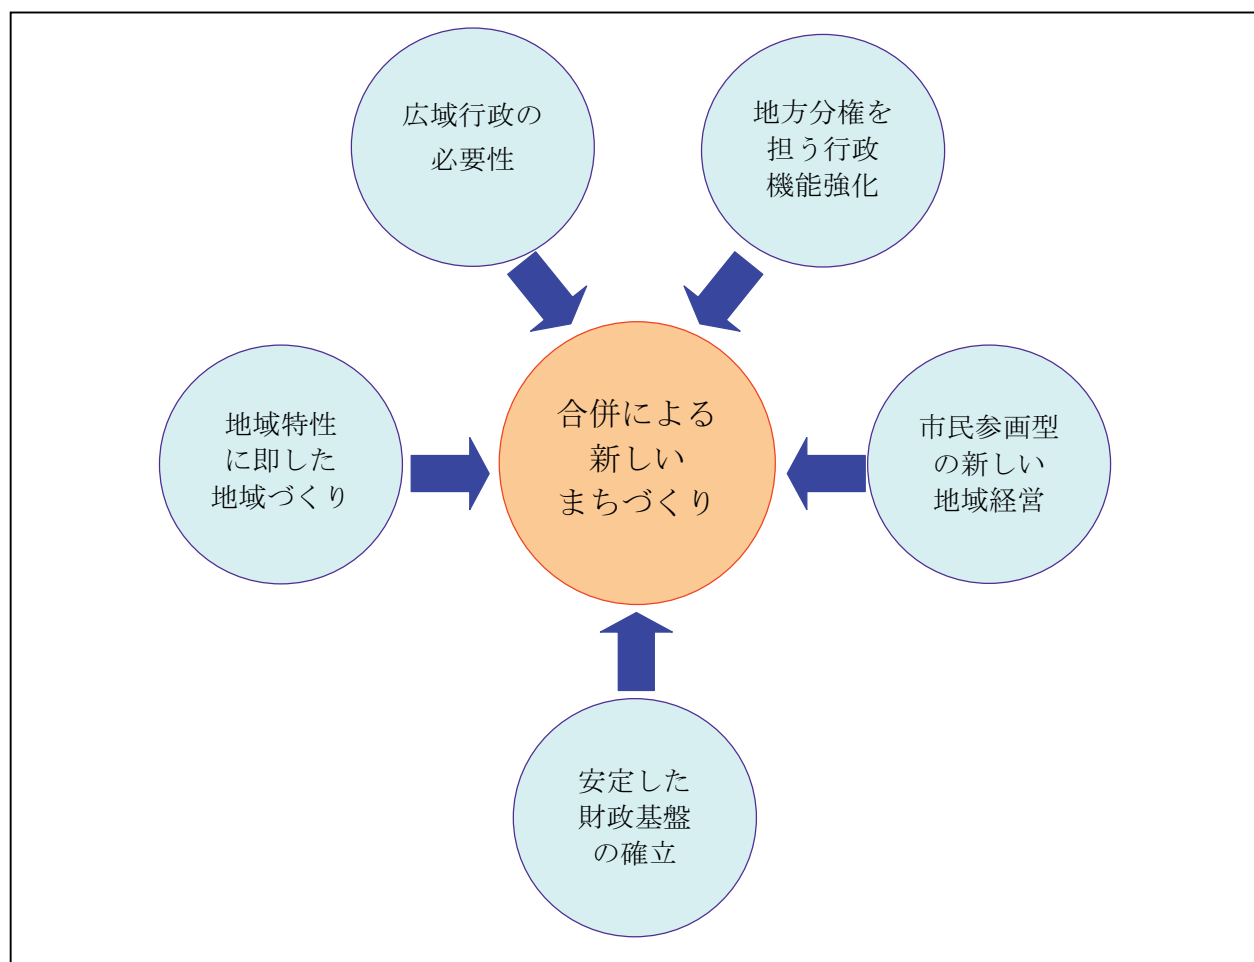 広域行政の
必要性
地方分権を
担う行政
機能強化
地域特性
に即した
地域づくり
合併による
新しい
まちづくり
市民参画型
の新しい
地域経営
安定した
財政基盤
の確立